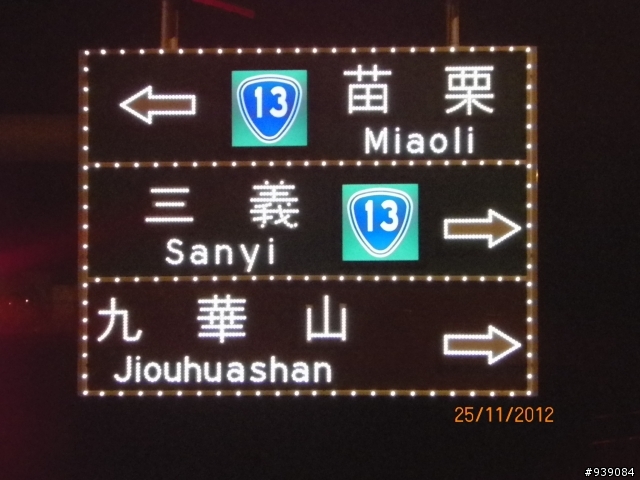 13 苗栗
Miaoli
三義 13
Sanyi
九華山
Jiouhuashan
25/11/2012
#939084